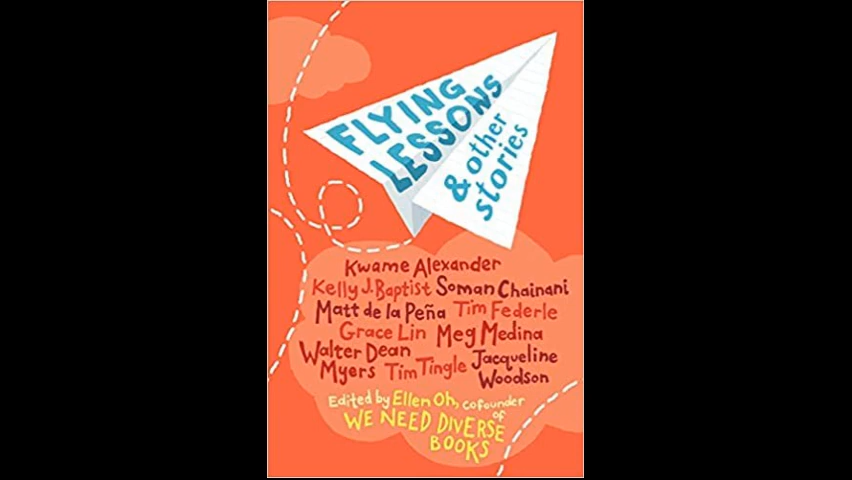 FLYING
LESSONS
& other
stories
Kwame Alexander
Kelly J. Baptist Soman Chainani
Matt de la Peña Tim Federle
Grace Lin Meg Medina
Walter Dean
Myers Tim Tingle Jacqueline
Woodson
Edited by Ellen Oh, cofounder
of
WE NEED DIVERSE
BOOKS